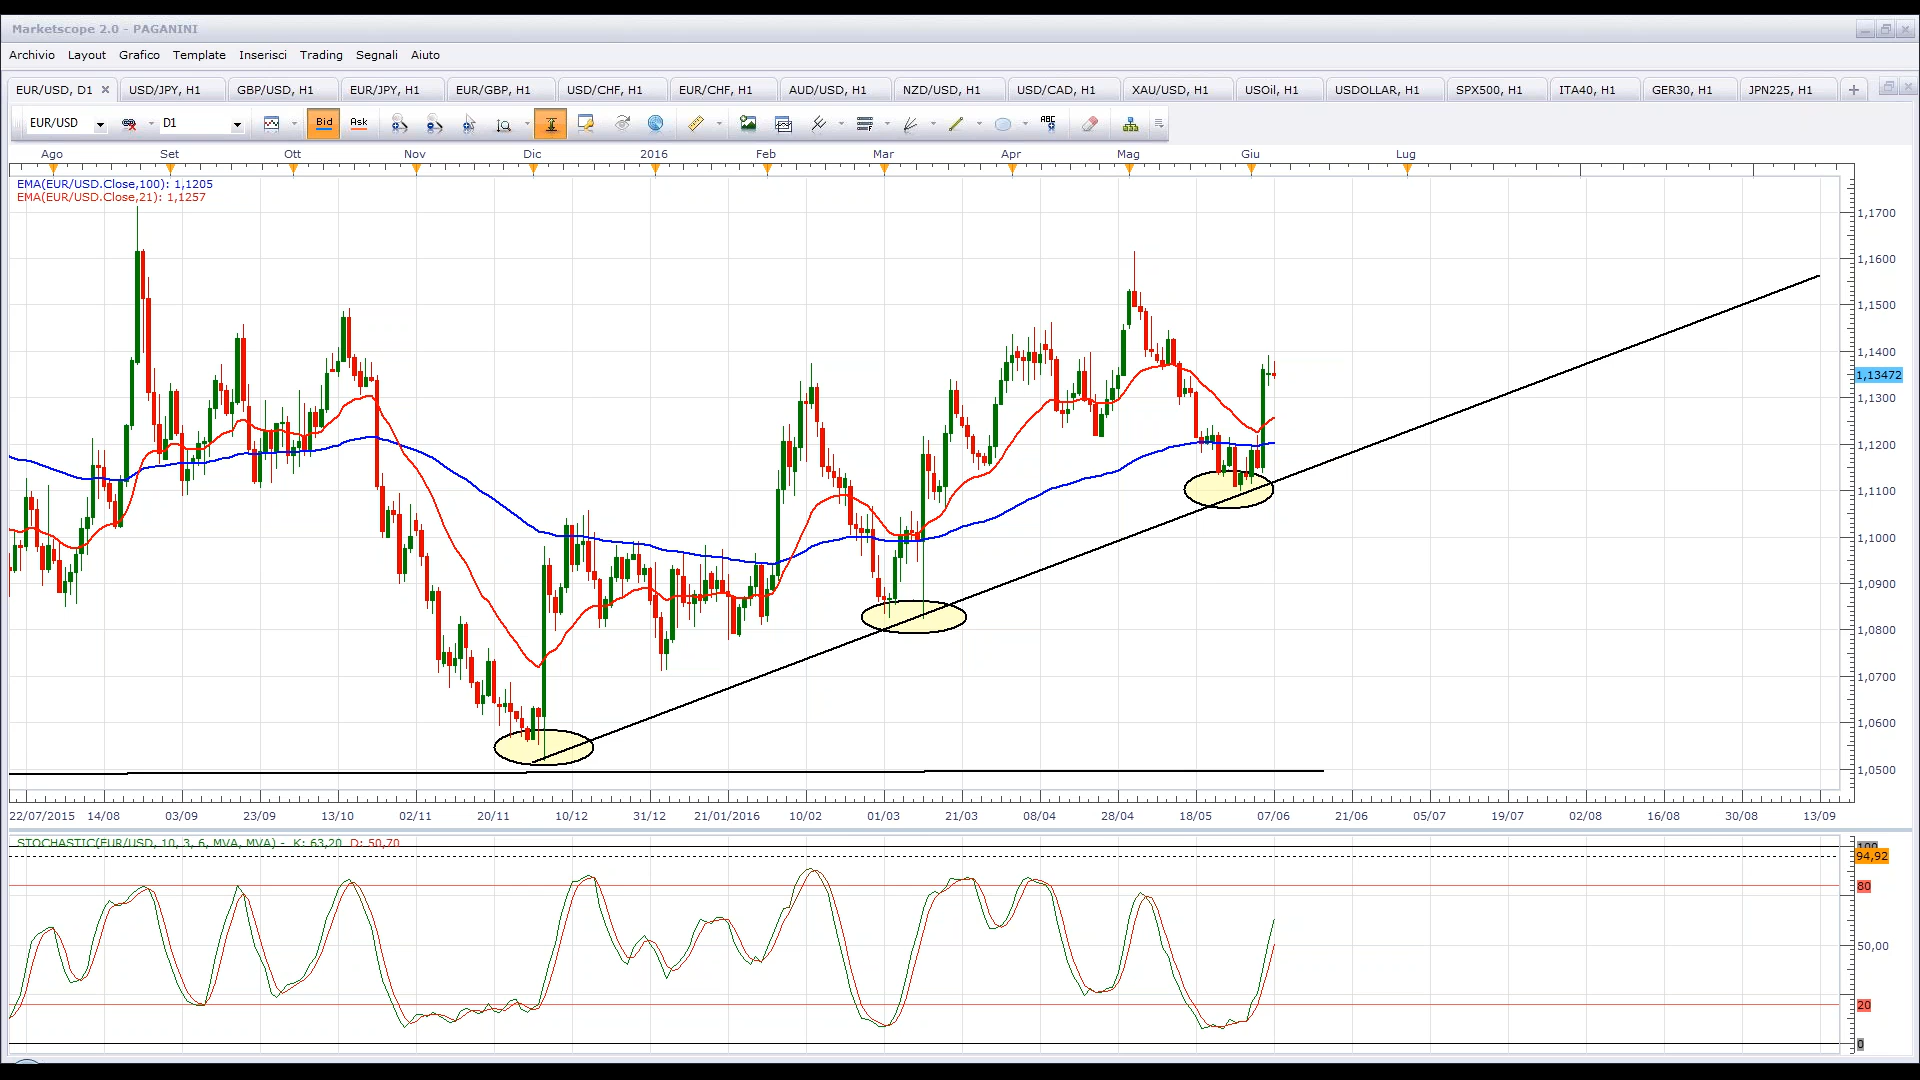 Marketscope 2.0 - PAGANINI
Archivio Layout Grafico Template Inserisci Trading Segnali Aiuto
EUR/USD, D1 USD/JPY, H1 GBP/USD, H1 EUR/JPY, H1 EUR/GBP, H1 USD/CHF, H1 EUR/CHF, H1 AUD/USD, H1 NZD/USD, H1 USD/CAD, H1 XAU/USD, H1 USOil, H1 USDOLLAR, H1 SPX500, H1 ITA40, H1 GER30, H1 JPN225, H1
EUR/USD D1 Bid Ask ABC
Ago Set Ott Nov Dic 2016 Feb Mar Apr Mag Giu Lug
EMA(EUR/USD.Close,100): 1,1205
EMA(EUR/USD.Close,21): 1,1257
1,1700
1,1600
1,1500
1,1400
1,13472
1,1300
1,1200
1,1100
1,1000
1,0900
1,0800
1,0700
1,0600
1,0500
22/07/2015 14/08 03/09 23/09 13/10 02/11 20/11 10/12 31/12 21/01/2016 10/02 01/03 21/03 08/04 28/04 18/05 07/06 21/06 05/07 19/07 02/08 16/08 30/08 13/09
STOCHASTIC(EUR/USD, 10, 3, 6, MVA, MVA) - K: 63,20 D: 50,70
100
94,92
80
50,00
20
0